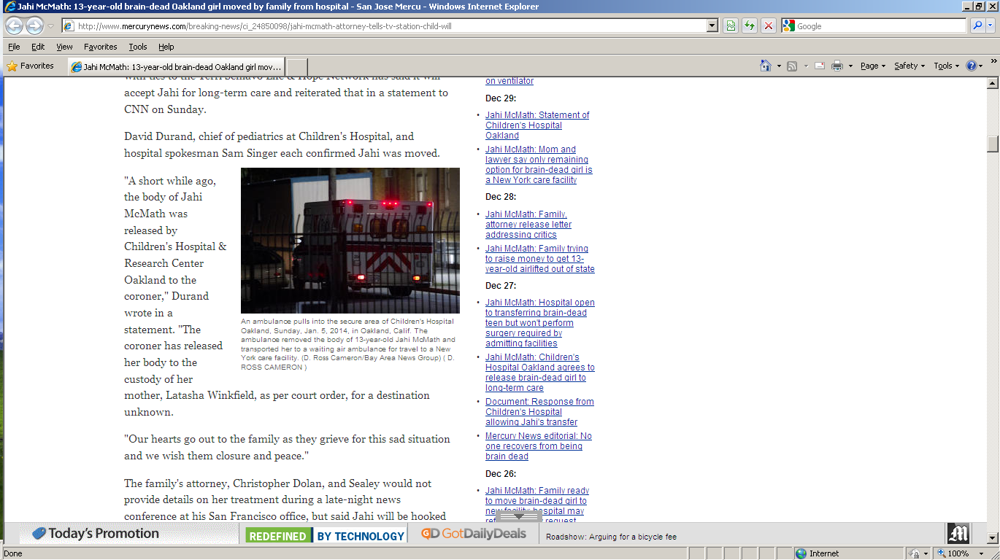 Jahi McMath: 13-year-old brain-dead Oakland girl moved by family from hospital - San Jose Mercu - Windows Internet Explorer
http://www.mercurynews.com/breaking-news/ci_24850098/jahi-mcmath-attorney-tells-tv-station-child-will
Google
File Edit View Favorites Tools Help
Favorites
Jahi McMath: 13-year-old brain-dead Oakland girl mov...
Page Safety Tools
with ties to the Terri Schiavo Life & Hope Network has said it will
accept Jahi for long-term care and reiterated that in a statement to
CNN on Sunday.
David Durand, chief of pediatrics at Children's Hospital, and
hospital spokesman Sam Singer each confirmed Jahi was moved.
"A short while ago,
the body of Jahi
McMath was
released by
Children's Hospital &
Research Center
Oakland to the
coroner," Durand
wrote in a
statement. "The
coroner has released
her body to the
custody of her
mother, Latasha Winkfield, as per court order, for a destination
unknown.
An ambulance pulls into the secure area of Children's Hospital
Oakland, Sunday, Jan. 5, 2014, in Oakland, Calif. The
ambulance removed the body of 13-year-old Jahi McMath and
transported her to a waiting air ambulance for travel to a New
York care facility. (D. Ross Cameron/Bay Area News Group) ( D.
ROSS CAMERON )
"Our hearts go out to the family as they grieve for this sad situation
and we wish them closure and peace."
The family's attorney, Christopher Dolan, and Sealey would not
provide details on her treatment during a late-night news
conference at his San Francisco office, but said Jahi will be hooked
on ventilator
Dec 29:
• Jahi McMath: Statement of
Children's Hospital
Oakland
• Jahi McMath: Mom and
lawyer say only remaining
option for brain-dead girl is
a New York care facility
Dec 28:
• Jahi McMath: Family,
attorney release letter
addressing critics
• Jahi McMath: Family trying
to raise money to get 13-
year-old airlifted out of state
Dec 27:
• Jahi McMath: Hospital open
to transferring brain-dead
teen but won't perform
surgery required by
admitting facilities
• Jahi McMath: Children's
Hospital Oakland agrees to
release brain-dead girl to
long-term care
• Document: Response from
Children's Hospital
allowing Jahi's transfer
• Mercury News editorial: No
one recovers from being
brain dead
Dec 26:
• Jahi McMath: Family ready
to move brain-dead girl to
new facility; hospital may
request
Today's Promotion
REDEFINED BY TECHNOLOGY
GD GotDailyDeals
Roadshow: Arguing for a bicycle fee
M
Done
Internet
100%